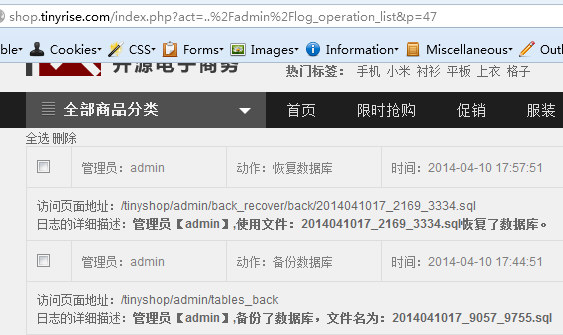 shop.tinyrise.com/index.php?act=..%2Fadmin%2Flog_operation_list&p=47
ble Cookies CSS Forms Images Information Miscellaneous Outl
开源电子商务
热门标签: 手机 小米 衬衫 平板 上衣 格子
全部商品分类 首页 限时抢购 促销 服装
全选 删除
管理员:admin 动作:恢复数据库 时间:2014-04-10 17:57:51
访问页面地址:/tinyshop/admin/back_recover/back/2014041017_2169_3334.sql
日志的详细描述:管理员【admin】,使用文件:2014041017_2169_3334.sql恢复了数据库。
管理员:admin 动作:备份数据库 时间:2014-04-10 17:44:51
访问页面地址:/tinyshop/admin/tables_back
日志的详细描述:管理员【admin】,备份了数据库,文件名为:2014041017_9057_9755.sql